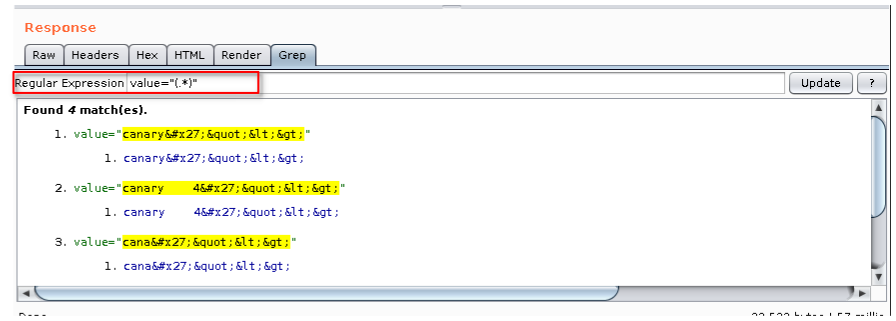 Response
Raw Headers Hex HTML Render Grep
Regular Expression value="(.*)" Update ?
Found 4 match(es).
1. value="canary&#x27;&quot;&lt;&gt;"
1. canary&#x27;&quot;&lt;&gt;
2. value="canary    4&#x27;&quot;&lt;&gt;"
1. canary    4&#x27;&quot;&lt;&gt;
3. value="cana&#x27;&quot;&lt;&gt;"
1. cana&#x27;&quot;&lt;&gt;